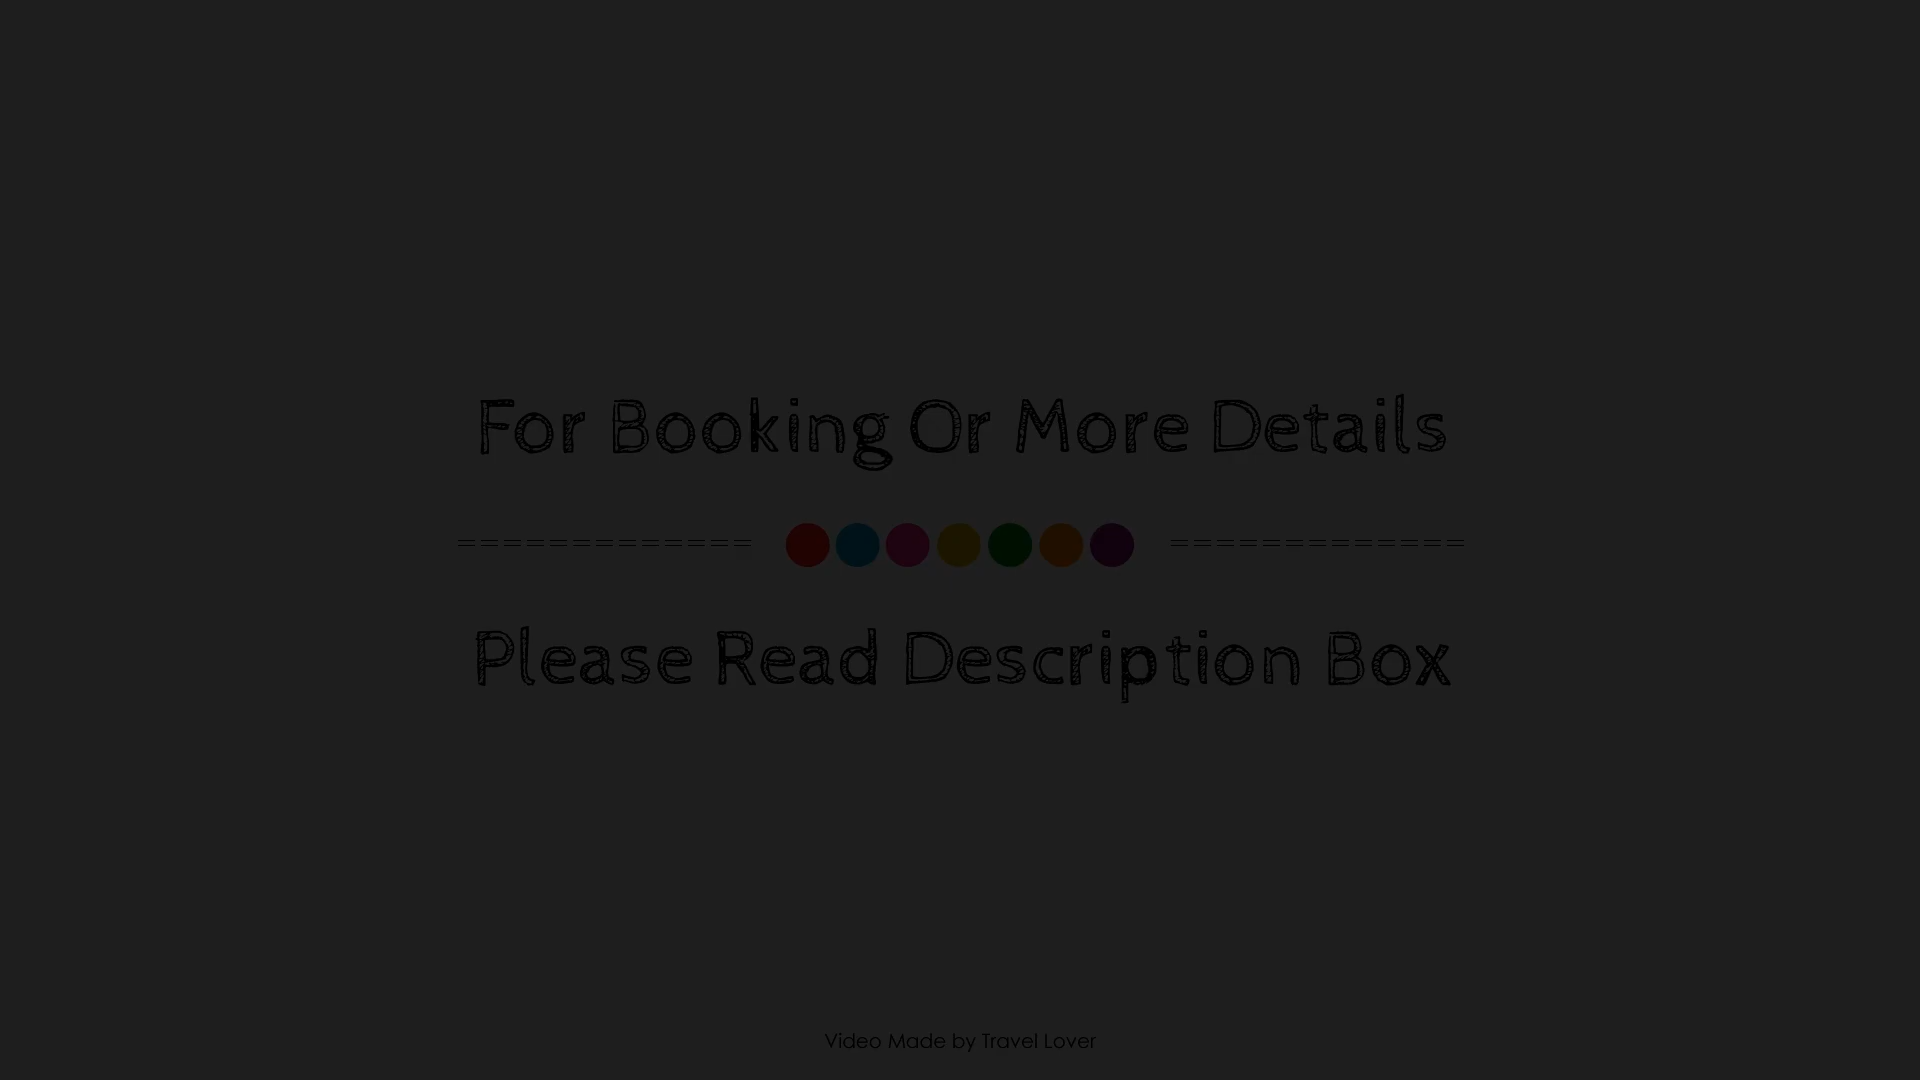 For Booking Or More Details
============= =============
Please Read Description Box
Video Made by Travel Lover